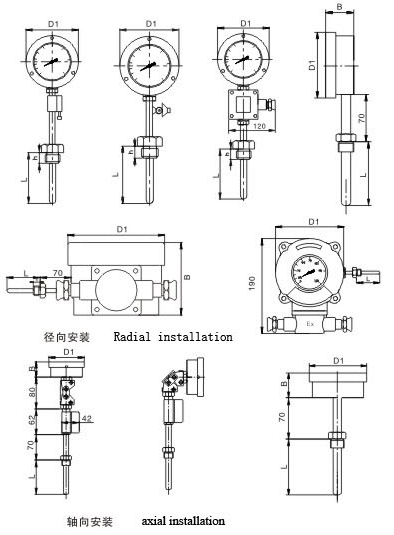 D1 D1 D1 B
D1
120
70
h h h
L L L L
D1 D1
L 70 B 190
L
Ex
径向安装 Radial installation
D1 D1
B B
80
62 42 70
70
L L
轴向安装 axial installation